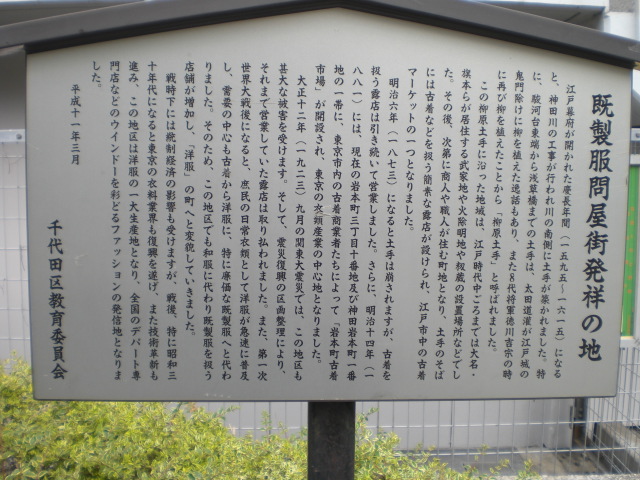 既製服問屋街発祥の地
江戸幕府が開かれた慶長年間（一五九五―一六一五）になる
と、神田川の工事が行われ川の南側に土手が築かれました。特
に、駿河台東端から浅草橋までの土手は、太田道灌が江戸城の
鬼門除けに柳を植えた逸話もあり、また８代将軍徳川吉宗の時
に再び柳を植えたことから「柳原土手」と呼ばれました。
この柳原土手に沿った地域は、江戸時代中ごろまでは大名・
旗本らが居住する武家地や火除明地や籾蔵の設置場所などでし
た。その後、次第に商人や職人が住む町地となり、土手のそば
には古着などを扱う簡素な露店が設けられ、江戸市中の古着
マーケットの一つとなりました。
明治六年（一八七三）になると土手は崩されますが、古着を
扱う露店は引き続いて営業しました。さらに、明治十四年（一
八八一）には、現在の岩本町三丁目十番地及び神田岩本町一番
地の一帯に、東京市内の古着商業者たちによって「岩本町古着
市場」が開設され、東京の衣類産業の中心地となりました。
大正十二年（一九二三）九月の関東大震災では、この地区も
甚大な被害を受けます。そして、震災復興の区画整理により、
それまで営業していた露店は取り払われました。また、第一次
世界大戦後になると、庶民の日常衣類として洋服が急速に普及
し、需要の中心も古着から洋服に、特に廉価な既製服へと代わ
りました。そのため、この地区でも和服に代わり既製服を扱う
店舗が増加し、「洋服」の町へと変貌していきました。
戦時下には統制経済の影響も受けますが、戦後、特に昭和三
十年代になると東京の衣料業界も復興を遂げ、また技術革新も
進み、この地区は洋服の一大生産地となり、全国のデパート専
門店などのウインドーを彩どるファッションの発信地となりま
した。
平成十一年三月
千代田区教育委員会